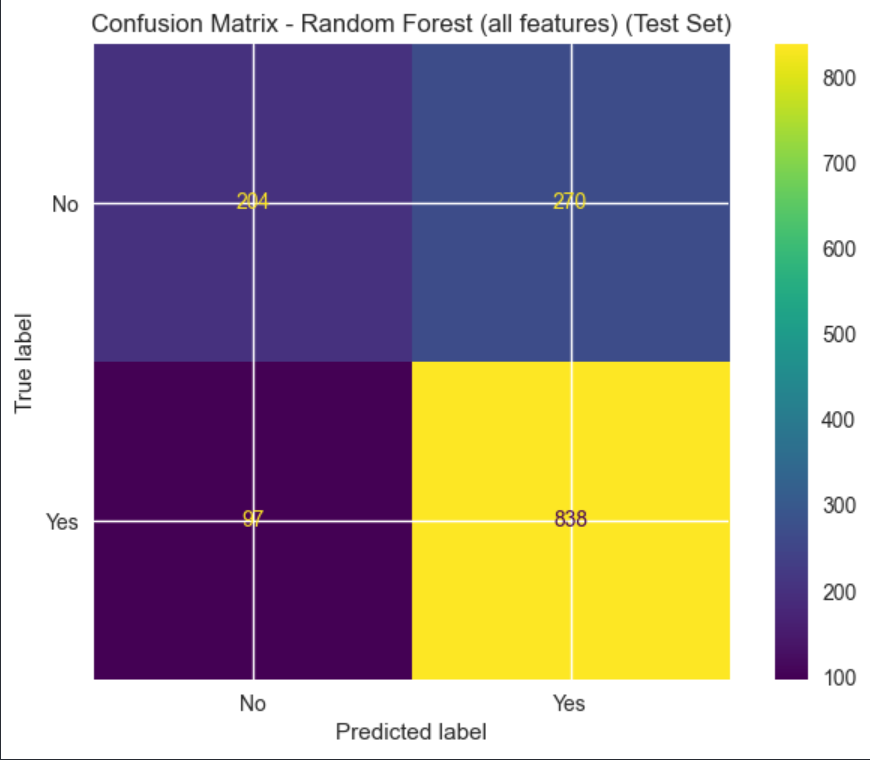 Confusion Matrix - Random Forest (all features) (Test Set)
800
700
600
500
400
300
200
100
True label
No
204
270
Yes
97
838
No
Yes
Predicted label